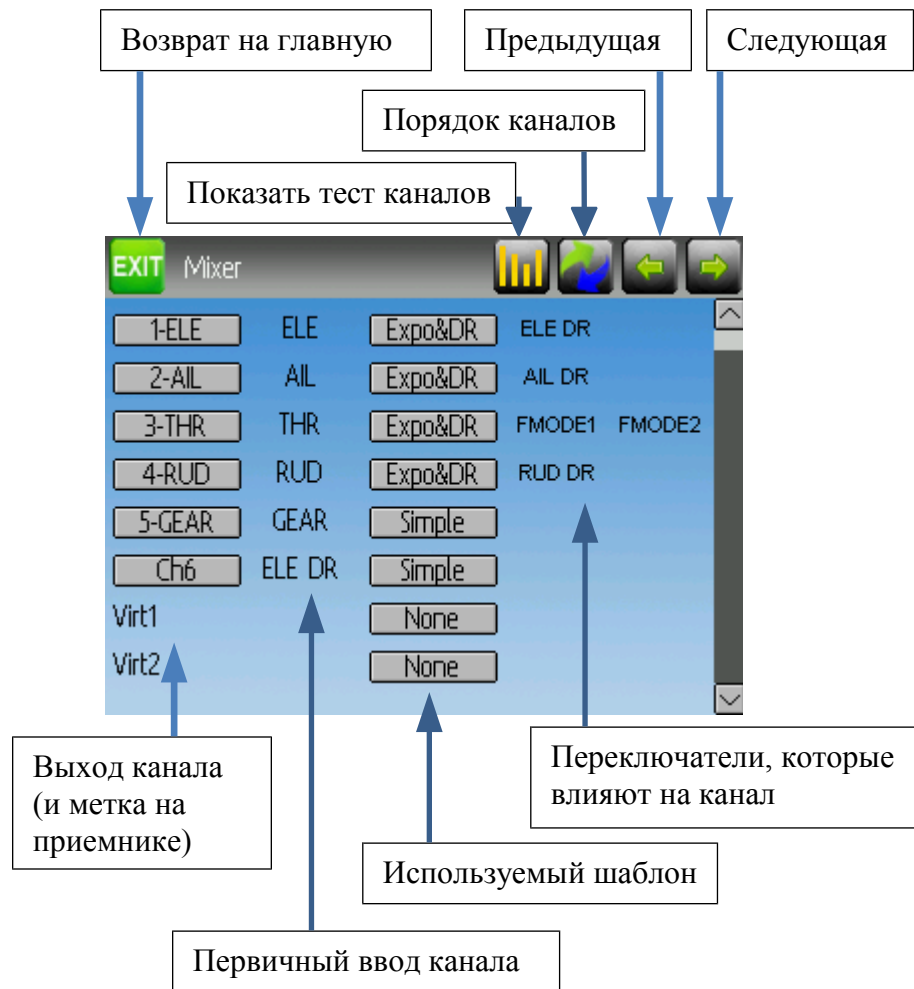 Возврат на главную
Предыдущая
Следующая
Порядок каналов
Показать тест каналов
EXIT Mixer
1-ELE ELE Expo&DR ELE DR
2-AIL AIL Expo&DR AIL DR
3-THR THR Expo&DR FMODE1 FMODE2
4-RUD RUD Expo&DR RUD DR
5-GEAR GEAR Simple
Ch6 ELE DR Simple
Virt1 None
Virt2 None
Выход канала
(и метка на
приемнике)
Переключатели, которые
влияют на канал
Используемый шаблон
Первичный ввод канала